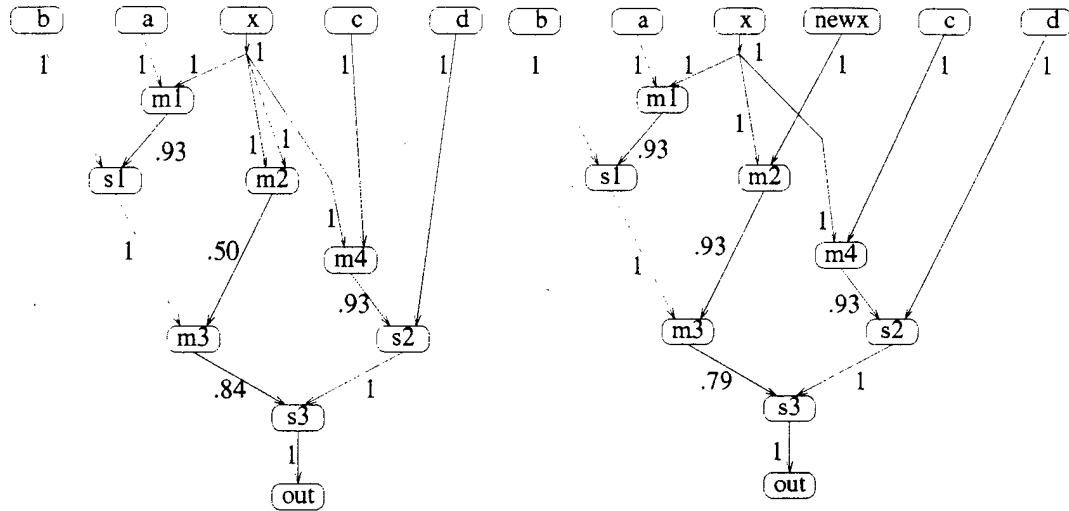 b a x c d b a x newx c d
1 1 1 1 1 1 1 1 1 1 1 1 1 1
m1 m1
.93 1 1 1 .93
s1 m2 s1 m2
1 .50 1 1 .93 1
m4 m4
.93 .93
m3 s2 m3 s2
.84 1 .79 1
s3 s3
1 1
out out